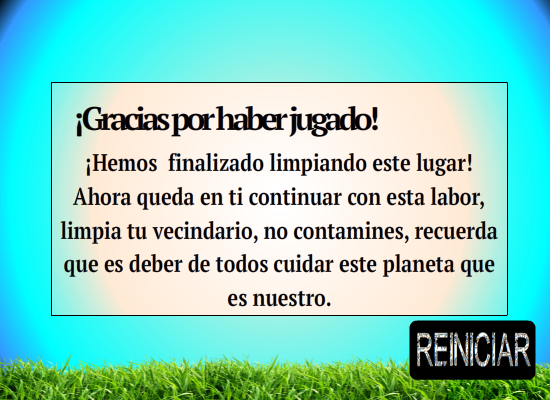 ¡Gracias por haber jugado!
¡Hemos  finalizado limpiando este lugar!
Ahora queda en ti continuar con esta labor,
limpia tu vecindario, no contamines, recuerda
que es deber de todos cuidar este planeta que
es nuestro.
REINICIAR